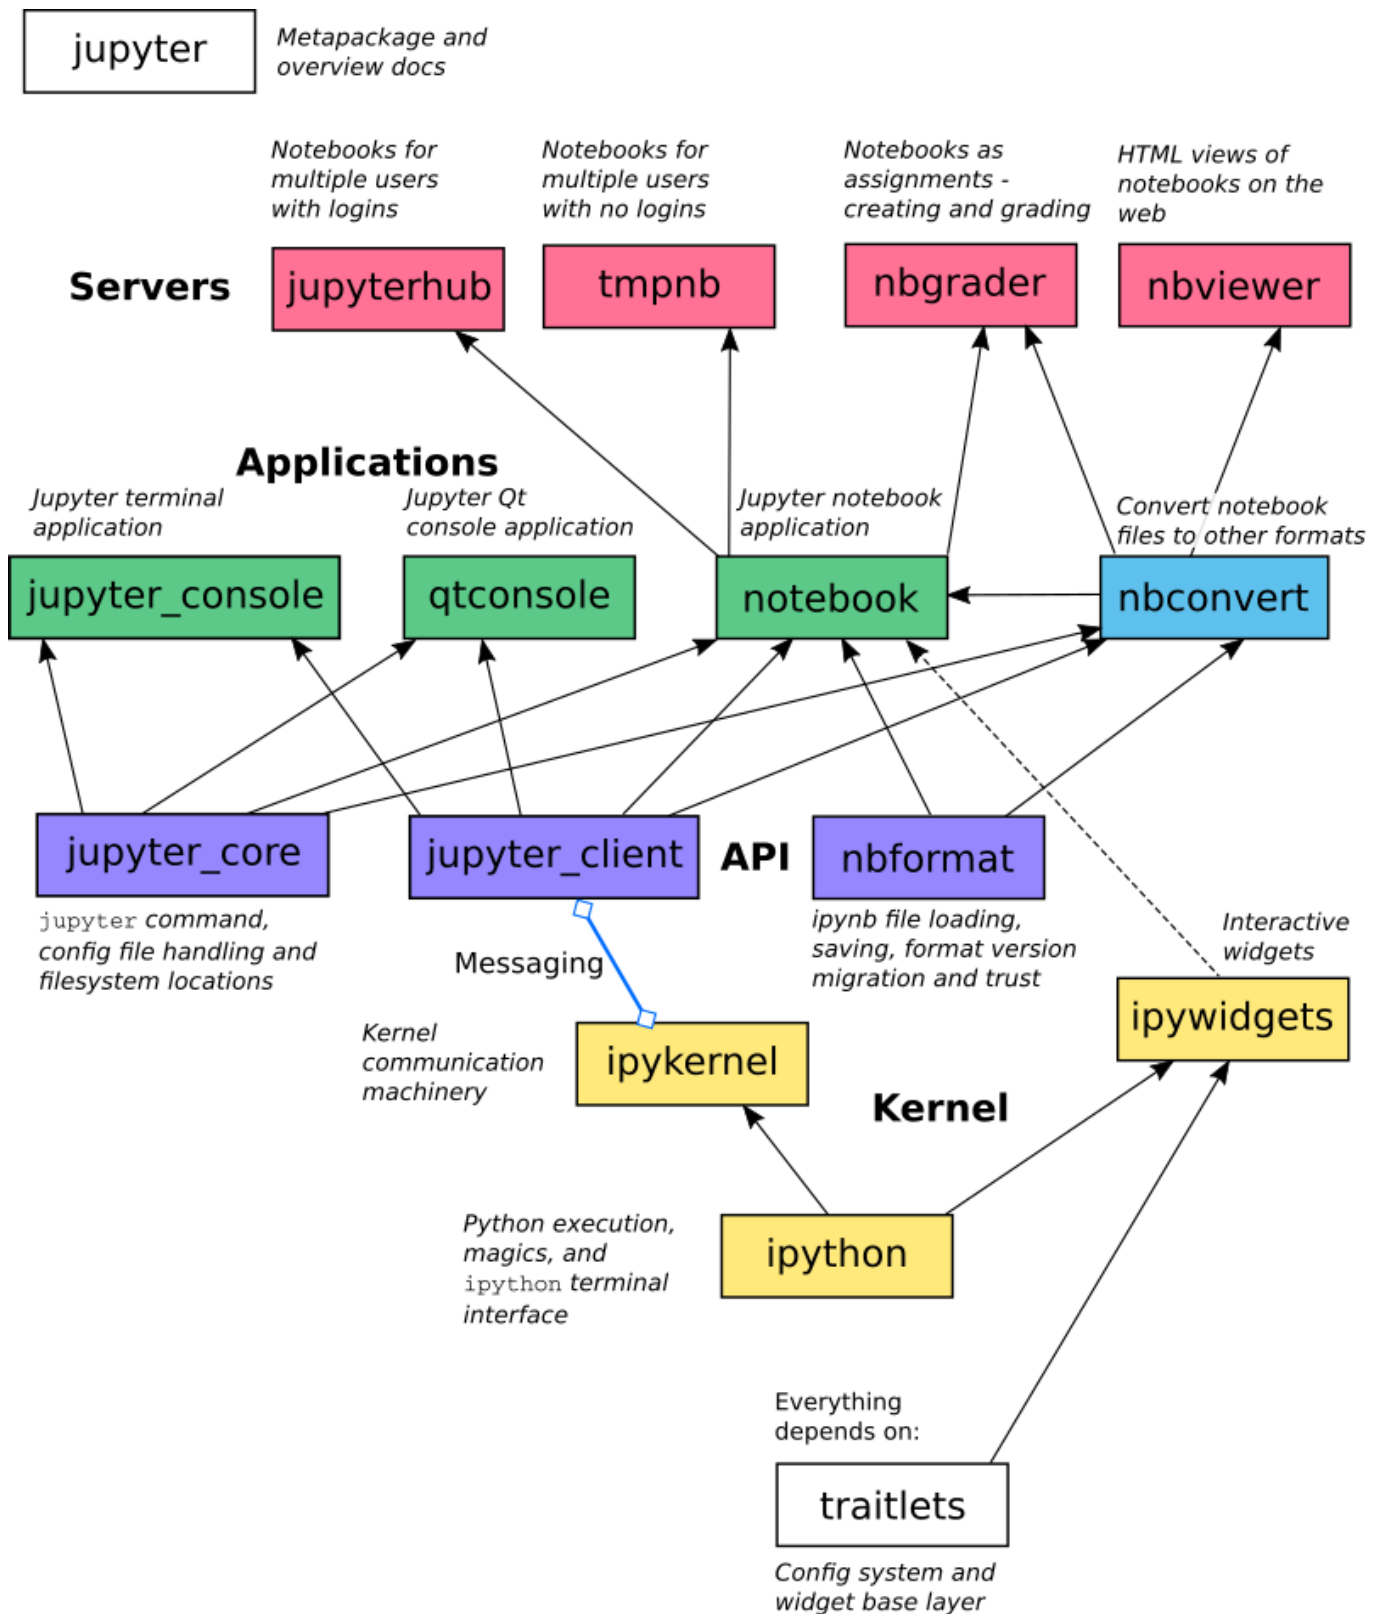 jupyter
Metapackage and
overview docs
Notebooks for
multiple users
with logins
Notebooks for
multiple users
with no logins
Notebooks as
assignments -
creating and grading
HTML views of
notebooks on the
web
Servers
jupyterhub
tmpnb
nbgrader
nbviewer
Applications
Jupyter terminal
application
Jupyter Qt
console application
Jupyter notebook
application
Convert notebook
files to other formats
jupyter_console
qtconsole
notebook
nbconvert
jupyter_core
jupyter_client
API
nbformat
jupyter command,
config file handling and
filesystem locations
ipynb file loading,
saving, format version
migration and trust
Interactive
widgets
Messaging
ipywidgets
Kernel
communication
machinery
ipykernel
Kernel
Python execution,
magics, and
ipython terminal
interface
ipython
Everything
depends on:
traitlets
Config system and
widget base layer